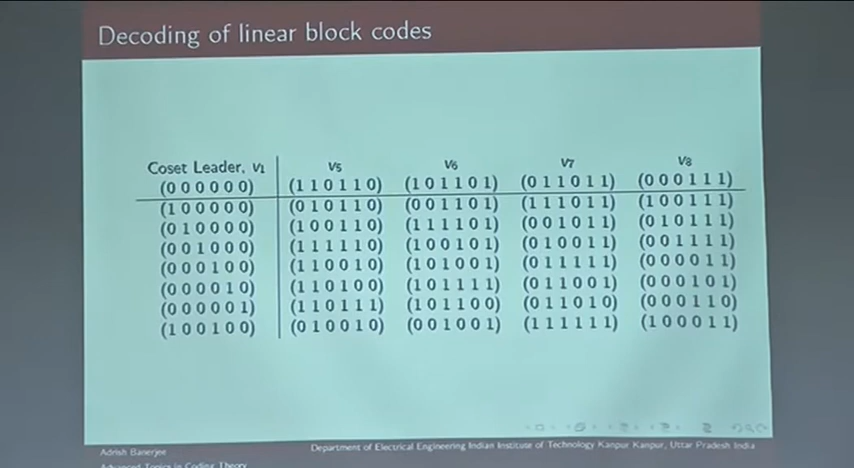 Decoding of linear block codes
Coset Leader, v1 v5 v6 v7 v8
(0 0 0 0 0 0) (1 1 0 1 1 0) (1 0 1 1 0 1) (0 1 1 0 1 1) (0 0 0 1 1 1)
(1 0 0 0 0 0) (0 1 0 1 1 0) (0 0 1 1 0 1) (1 1 1 0 1 1) (1 0 0 1 1 1)
(0 1 0 0 0 0) (1 0 0 1 1 0) (1 1 1 1 0 1) (0 0 1 0 1 1) (0 1 0 1 1 1)
(0 0 1 0 0 0) (1 1 1 1 1 0) (1 0 0 1 0 1) (0 1 0 0 1 1) (0 0 1 1 1 1)
(0 0 0 1 0 0) (1 1 0 0 1 0) (1 0 1 0 0 1) (0 1 1 1 1 1) (0 0 0 0 1 1)
(0 0 0 0 1 0) (1 1 0 1 0 0) (1 0 1 1 1 1) (0 1 1 0 0 1) (0 0 0 1 0 1)
(0 0 0 0 0 1) (1 1 0 1 1 1) (1 0 1 1 0 0) (0 1 1 0 1 0) (0 0 0 1 1 0)
(1 0 0 1 0 0) (0 1 0 0 1 0) (0 0 1 0 0 1) (1 1 1 1 1 1) (1 0 0 0 1 1)
Adrish Banerjee Department of Electrical Engineering Indian Institute of Technology Kanpur Kanpur, Uttar Pradesh India
Advanced Topics in Coding Theory